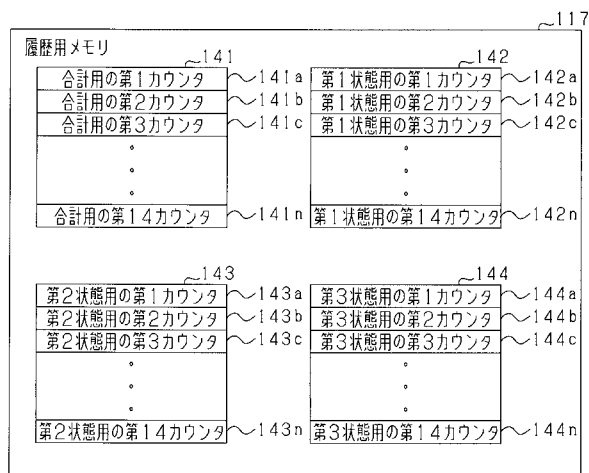 117
履歴用メモリ
141
合計用の第1カウンタ 141a
合計用の第2カウンタ 141b
合計用の第3カウンタ 141c
合計用の第14カウンタ 141n
142
第1状態用の第1カウンタ 142a
第1状態用の第2カウンタ 142b
第1状態用の第3カウンタ 142c
第1状態用の第14カウンタ 142n
143
第2状態用の第1カウンタ 143a
第2状態用の第2カウンタ 143b
第2状態用の第3カウンタ 143c
第2状態用の第14カウンタ 143n
144
第3状態用の第1カウンタ 144a
第3状態用の第2カウンタ 144b
第3状態用の第3カウンタ 144c
第3状態用の第14カウンタ 144n